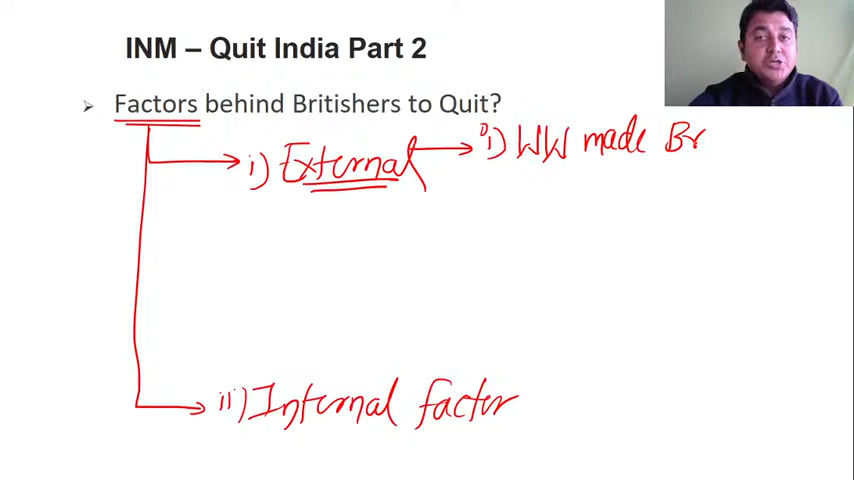 INM – Quit India Part 2
Factors behind Britishers to Quit?
i) External
i) WW made Br
ii) Internal factor